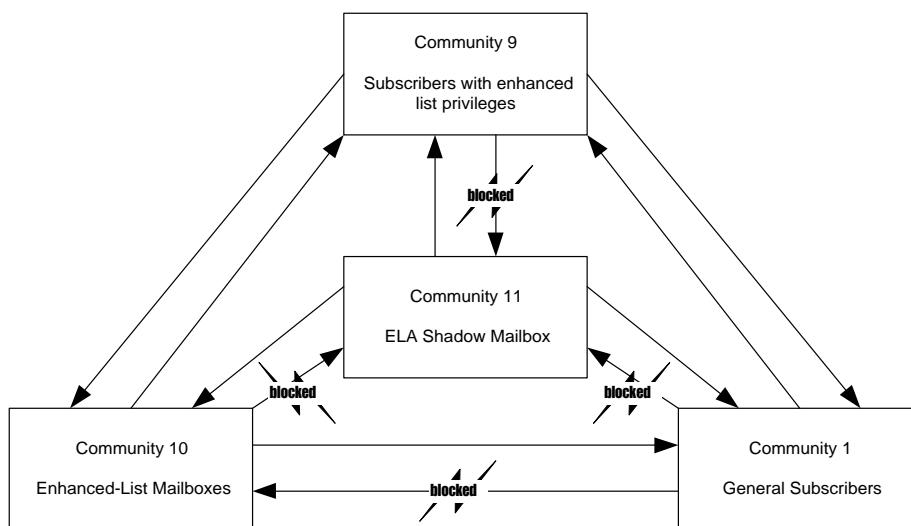 Community 9
Subscribers with enhanced
list privileges
blocked
Community 11
ELA Shadow Mailbox
blocked
blocked
Community 10
Enhanced-List Mailboxes
blocked
Community 1
General Subscribers